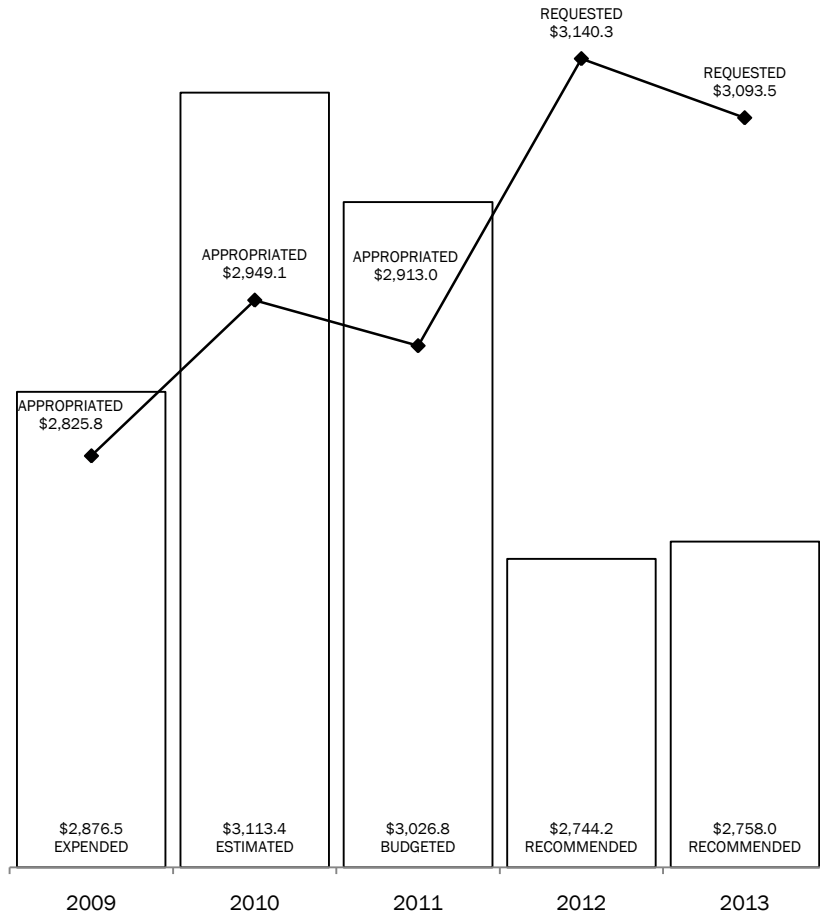 REQUESTED
$3,140.3
REQUESTED
$3,093.5
APPROPRIATED
$2,949.1
APPROPRIATED
$2,913.0
APPROPRIATED
$2,825.8
$2,876.5
EXPENDED
$3,113.4
ESTIMATED
$3,026.8
BUDGETED
$2,744.2
RECOMMENDED
$2,758.0
RECOMMENDED
2009
2010
2011
2012
2013